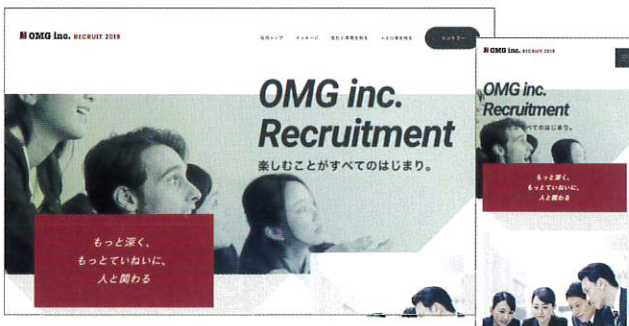 OMG inc. RECRUIT 2019
エントリー
OMG inc.
Recruitment
楽しむことがすべてのはじまり。
もっと深く、
もっとていねいに、
人と関わる
OMG inc. RECRUIT 2019
OMG inc.
Recruitment
もっと深く、
もっとていねいに、
人と関わる